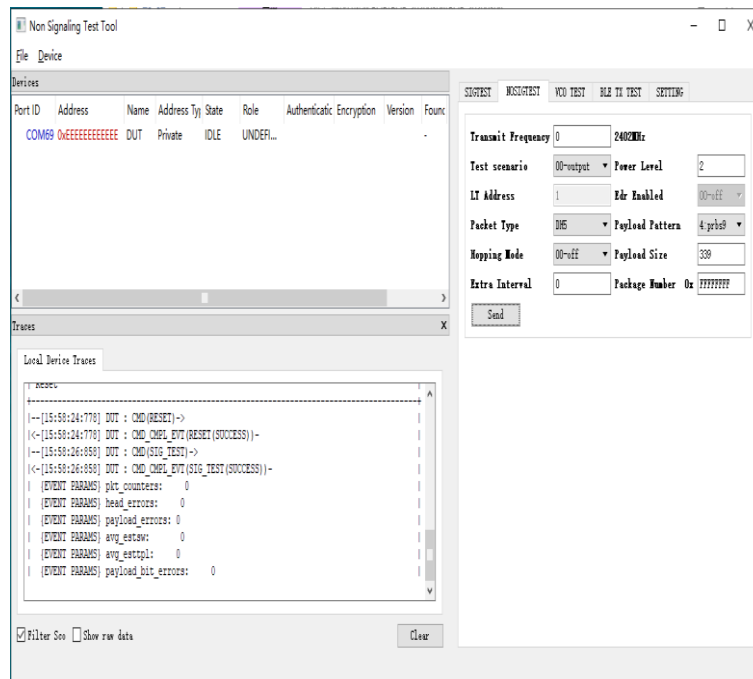 Non Signaling Test Tool
File Device
Devices
Port ID Address Name Address Ty State Role Authenticatic Encryption Version Founc
COM69 0xEEEEEEEEEEEE DUT Private IDLE UNDEFI... -
Traces X
Local Device Traces
| Reset |
+----------------------------------------------------------------------+
|--[15:58:24:778] DUT : CMD(RESET)-> |
|<-[15:58:24:778] DUT : CMD_CMPL_EVT(RESET(SUCCESS))- |
|--[15:58:26:858] DUT : CMD(SIG_TEST)-> |
|<-[15:58:26:858] DUT : CMD_CMPL_EVT(SIG_TEST(SUCCESS))- |
| {EVENT PARAMS} pkt_counters: 0 |
| {EVENT PARAMS} head_errors: 0 |
| {EVENT PARAMS} payload_errors: 0 |
| {EVENT PARAMS} avg_estsw: 0 |
| {EVENT PARAMS} avg_esttpl: 0 |
| {EVENT PARAMS} payload_bit_errors: 0 |
Filter Sco Show raw data Clear
SIGTEST NOSIGTEST VCO TEST BLE TX TEST SETTING
Transmit Frequency 0 2402MHz
Test scenario 00-output Power Level 2
LT Address 1 Edr Enabled 00-off
Packet Type DM5 Payload Pattern 4:prbs9
Hopping Mode 00-off Payload Size 339
Extra Interval 0 Package Number 0x FFFFFFFF
Send